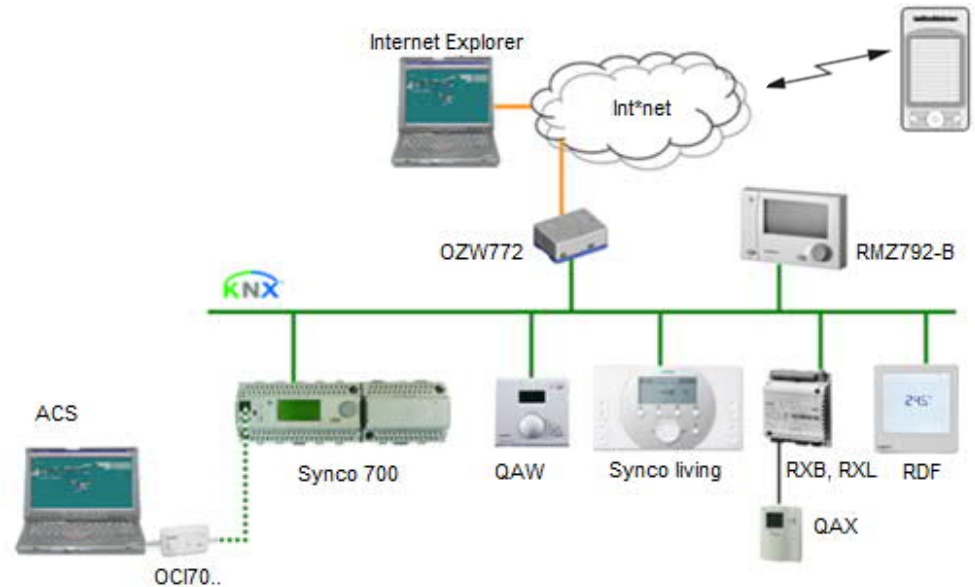 Internet Explorer
Int*net
OZW772
RMZ792-B
KNX
ACS
Synco 700
QAW
Synco living
RXB, RXL
RDF
QAX
OCI70..